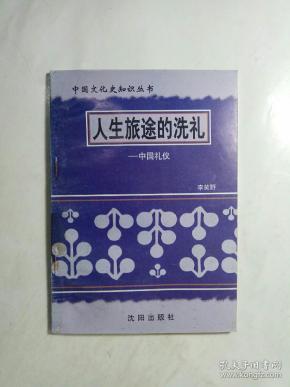 中国文化史知识丛书
人生旅途的洗礼
—中国礼仪
李英野
沈阳出版社